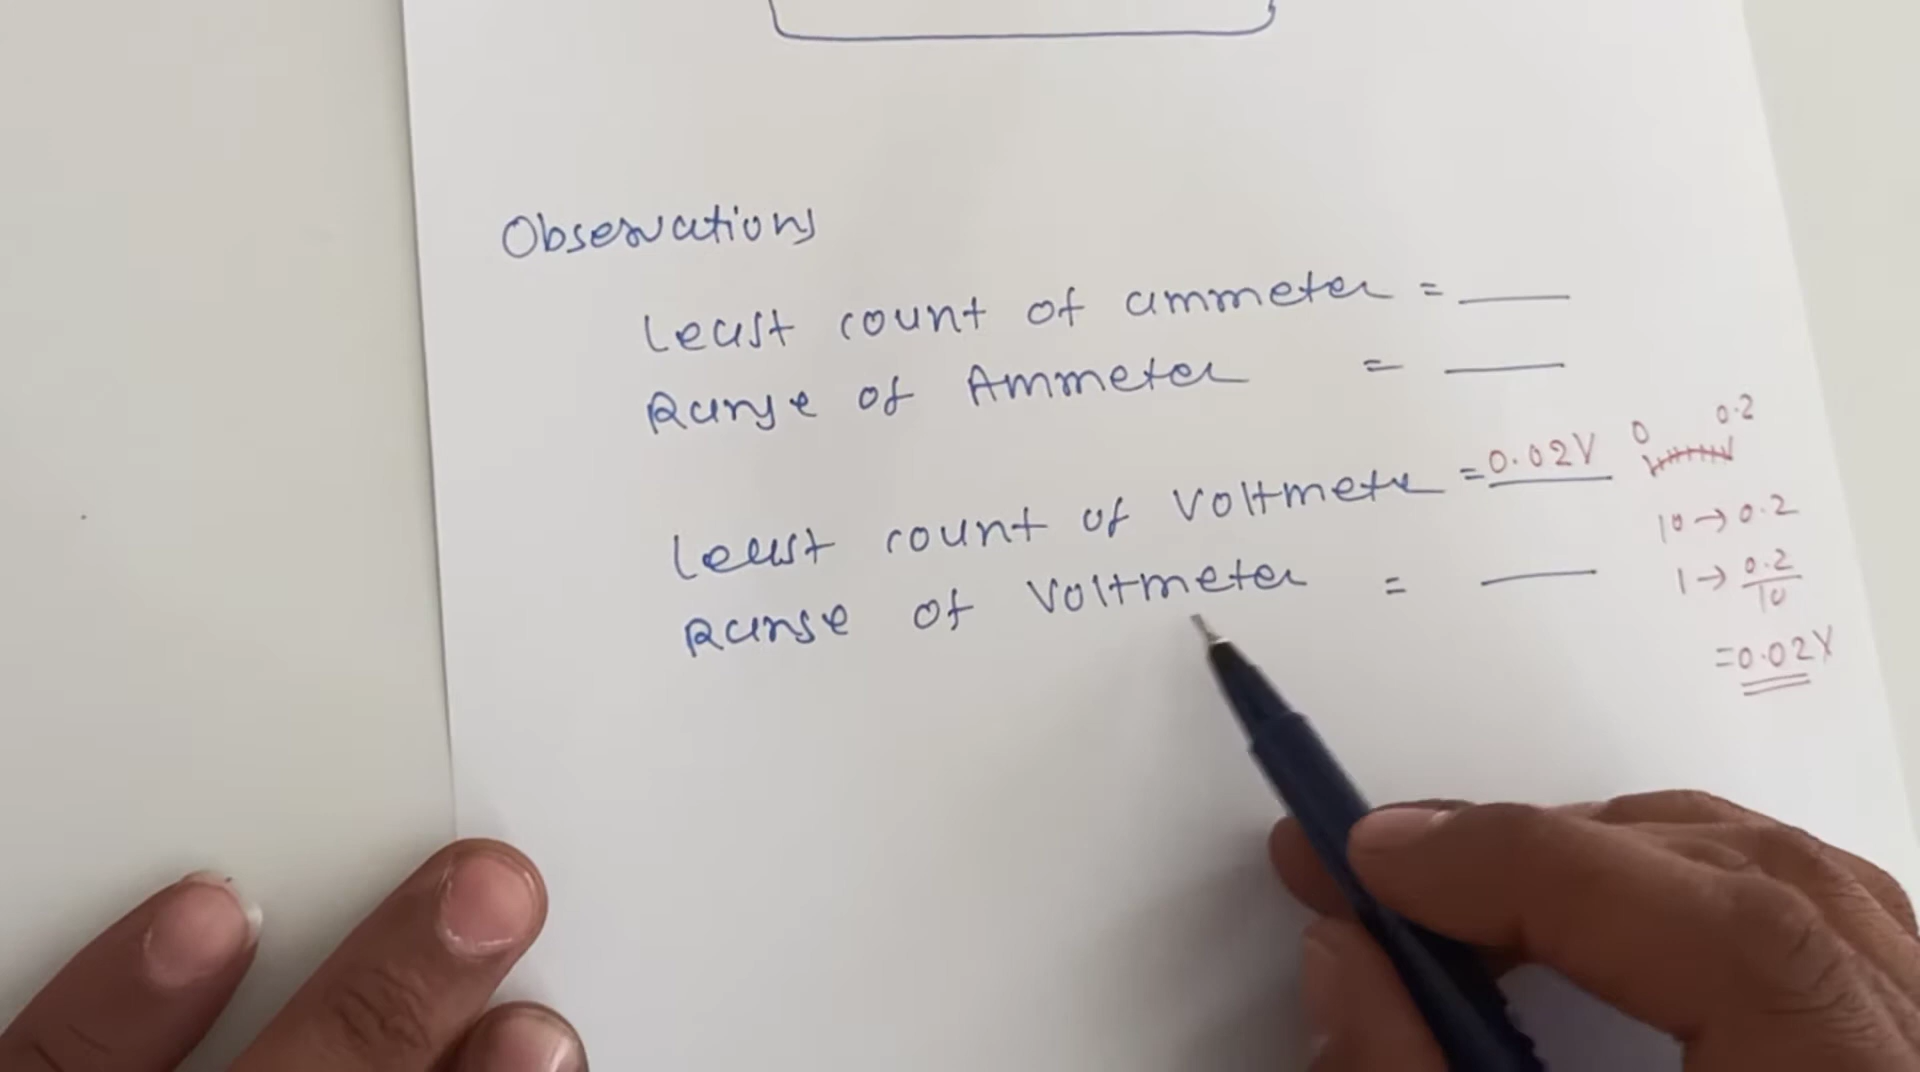 Observations
Least count of ammeter = ___
Range of Ammeter = ___
Least count of Voltmeter = 0.02V
Range of Voltmeter = ___
0 0.2
10 → 0.2
1 → 0.2/10
= 0.02V